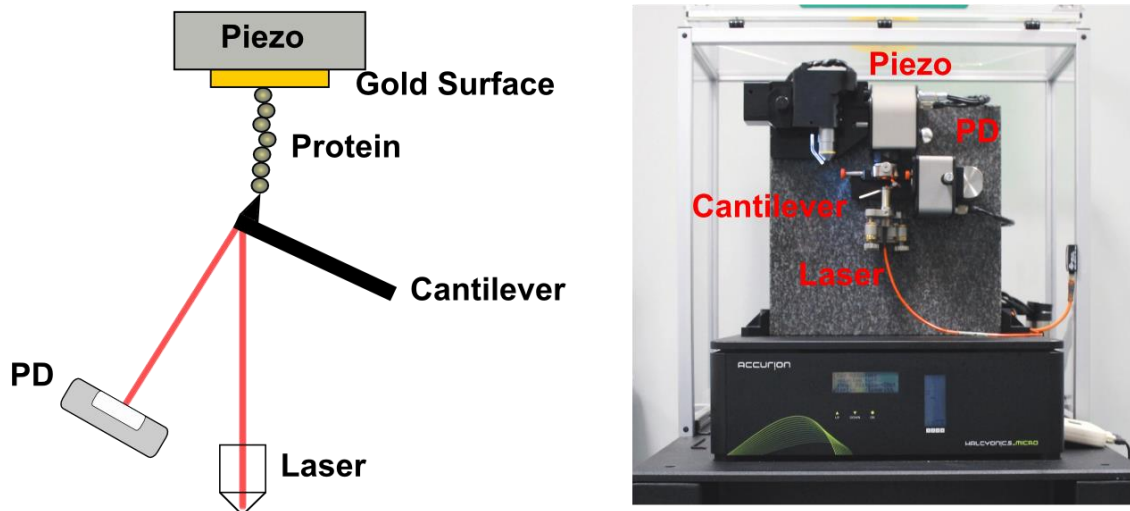 Piezo
Gold Surface
Protein
Cantilever
PD
Laser
Piezo
PD
Cantilever
Laser
ACCURION
HALCYONICS_MICRO